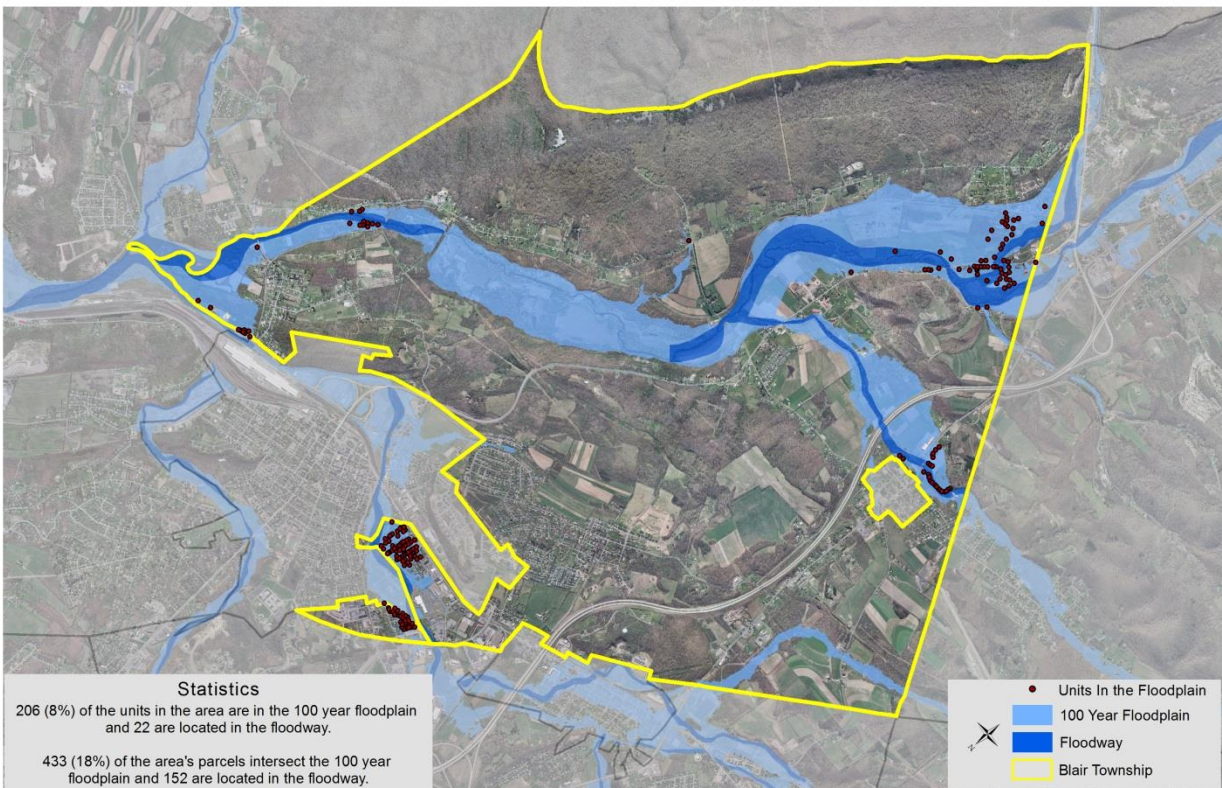 Statistics
206 (8%) of the units in the area are in the 100 year floodplain
and 22 are located in the floodway.
433 (18%) of the area's parcels intersect the 100 year
floodplain and 152 are located in the floodway.
Units In the Floodplain
100 Year Floodplain
N
Floodway
Blair Township